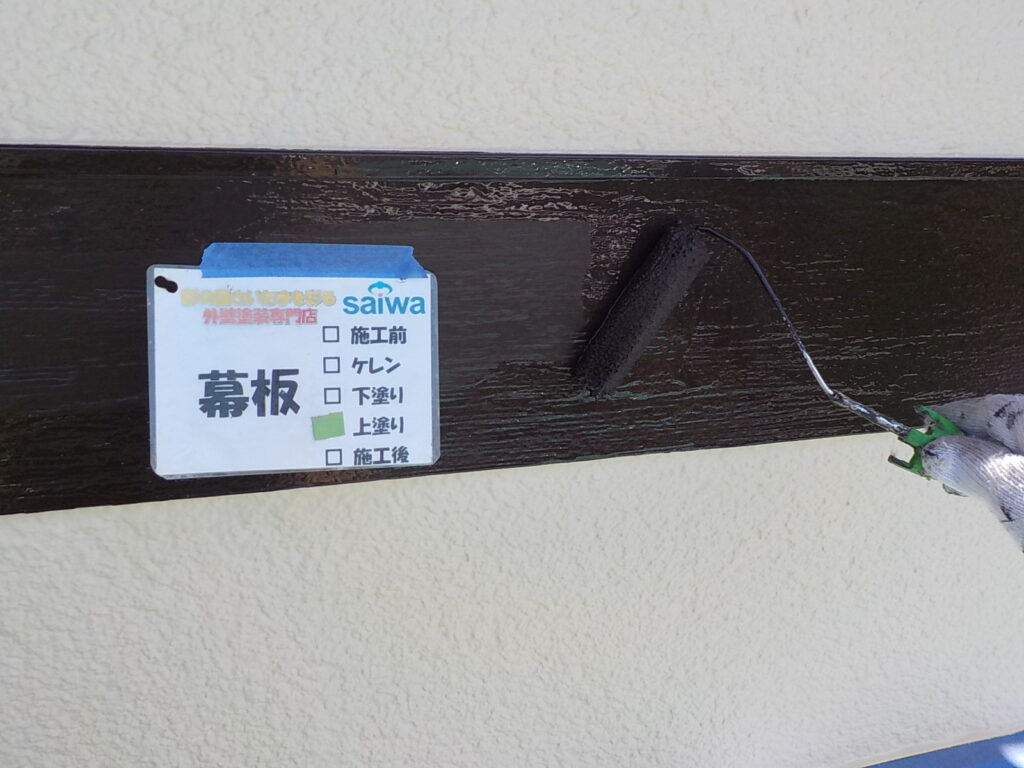 saiwa
外壁塗装専門店
幕板
□ 施工前
□ ケレン
□ 下塗り
上塗り
□ 施工後